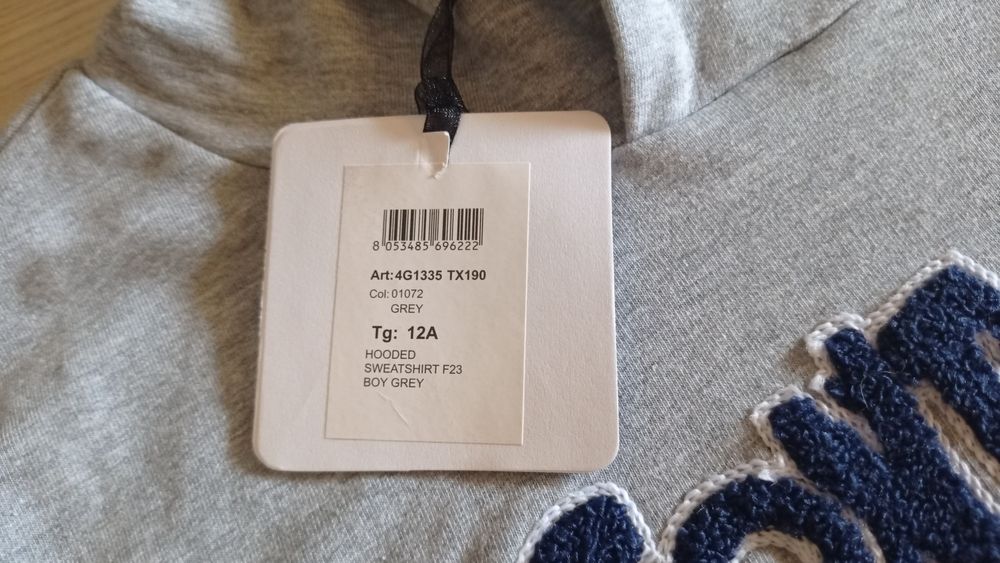 8 053485 696222
Art: 4G1335 TX190
Col: 01072
GREY
Tg: 12A
HOODED
SWEATSHIRT F23
BOY GREY